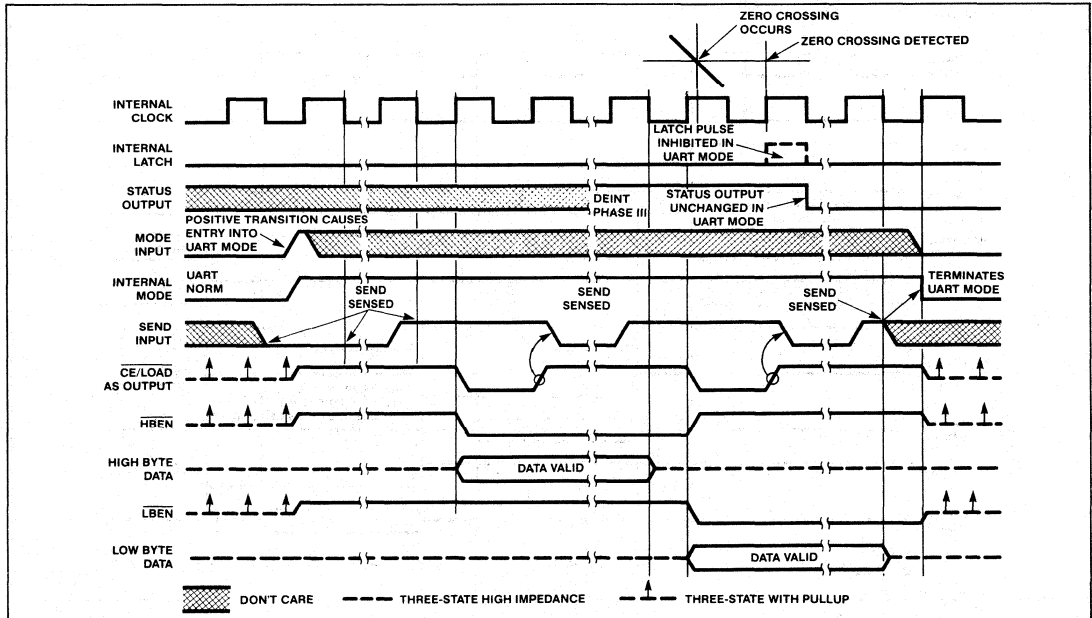 ZERO CROSSING
OCCURS
ZERO CROSSING DETECTED
INTERNAL
CLOCK
INTERNAL
LATCH
LATCH PULSE
INHIBITED IN
UART MODE
STATUS
OUTPUT
DEINT
PHASE III
STATUS OUTPUT
UNCHANGED IN
UART MODE
POSITIVE TRANSITION CAUSES
ENTRY INTO
UART MODE
MODE
INPUT
INTERNAL
MODE
UART
NORM
TERMINATES
UART MODE
SEND
SENSED
SEND
SENSED
SEND
SENSED
SEND
INPUT
CE/LOAD
AS OUTPUT
HBEN
HIGH BYTE
DATA
DATA VALID
LBEN
LOW BYTE
DATA
DATA VALID
DON'T CARE
THREE-STATE HIGH IMPEDANCE
THREE-STATE WITH PULLUP